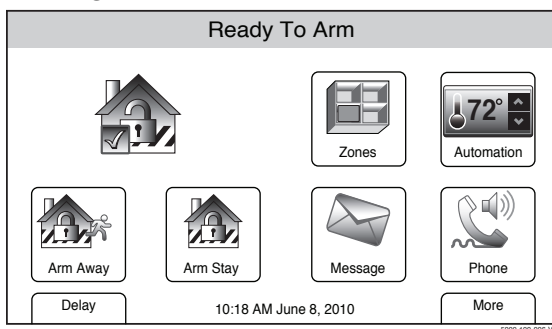 Ready To Arm
72°
Zones
Automation
Arm Away
Arm Stay
Message
Phone
Delay
10:18 AM June 8, 2010
More